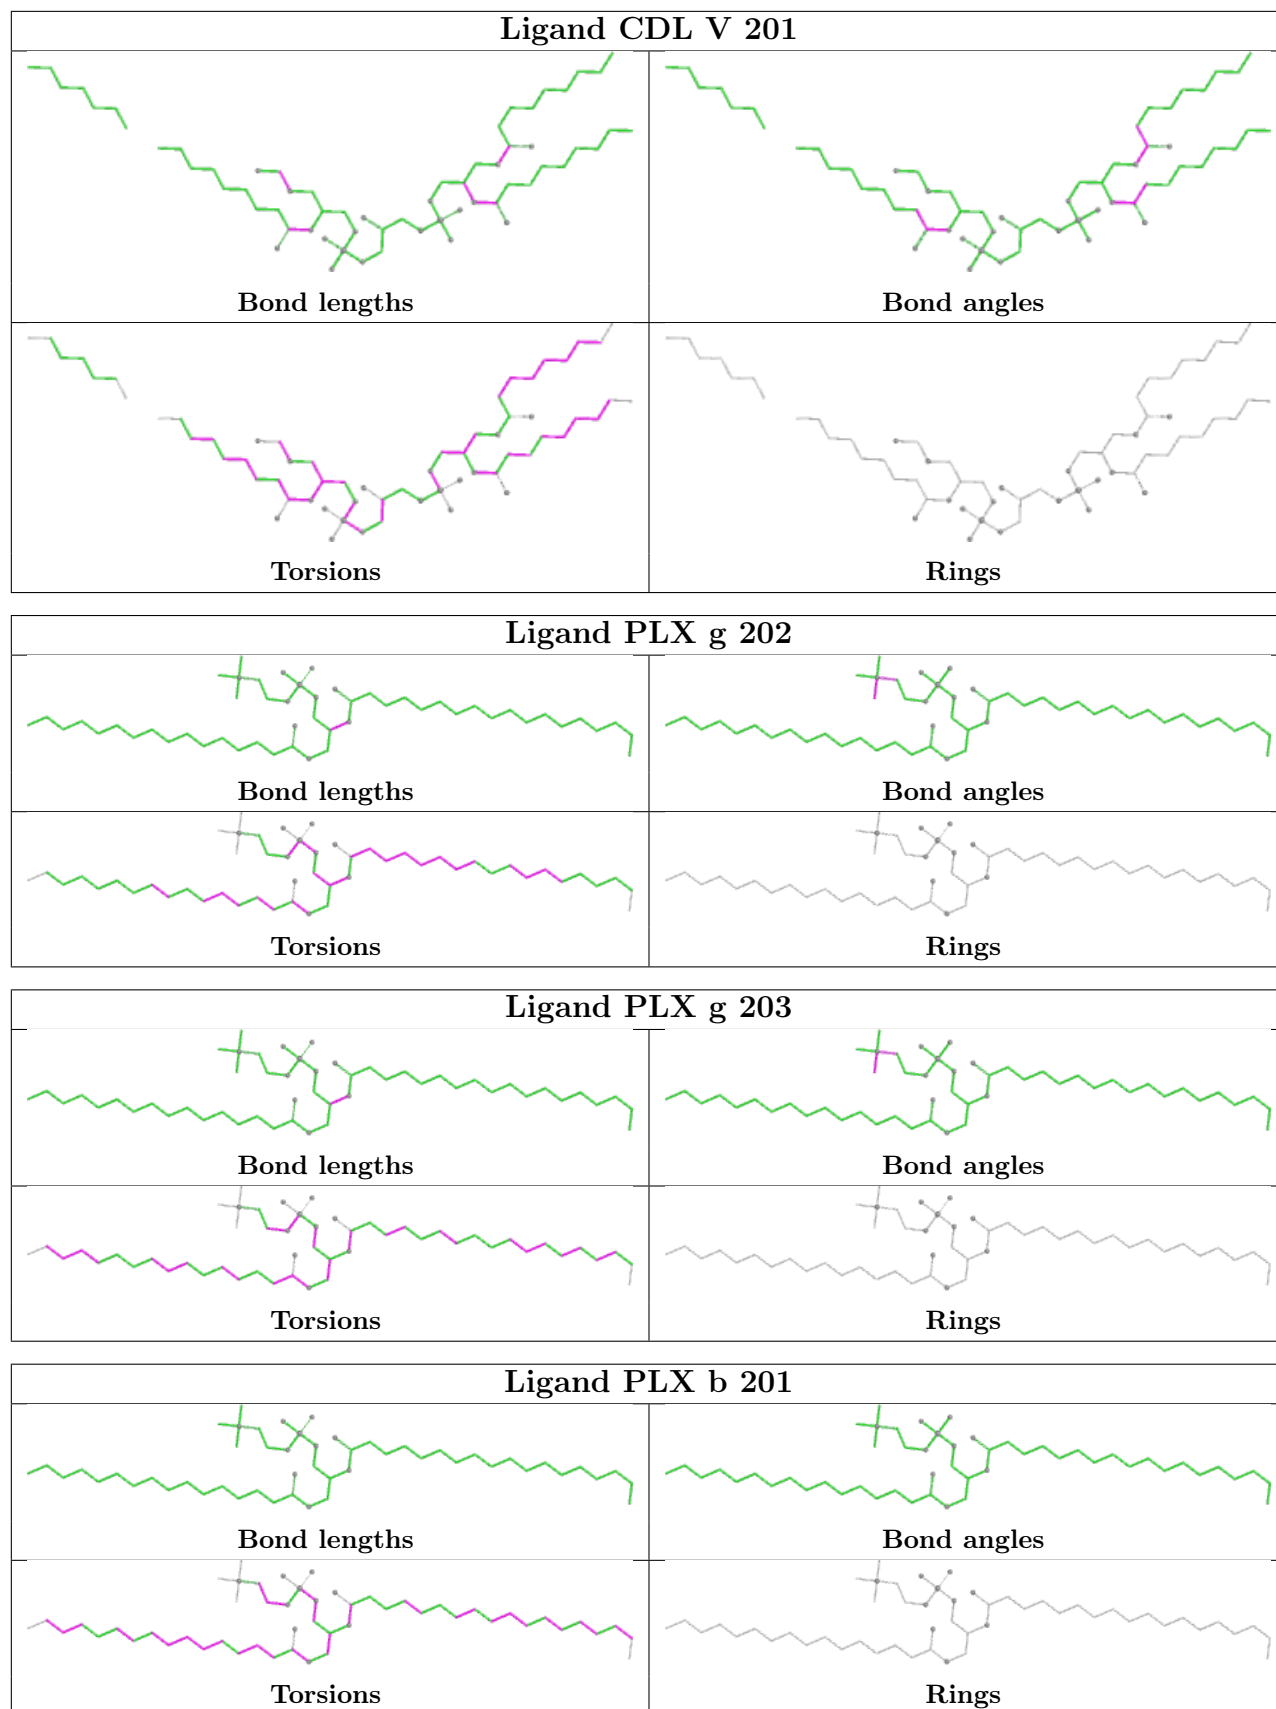 Ligand CDL V 201
Bond lengths
Bond angles
Torsions
Rings
Ligand PLX g 202
Bond lengths
Bond angles
Torsions
Rings
Ligand PLX g 203
Bond lengths
Bond angles
Torsions
Rings
Ligand PLX b 201
Bond lengths
Bond angles
Torsions
Rings